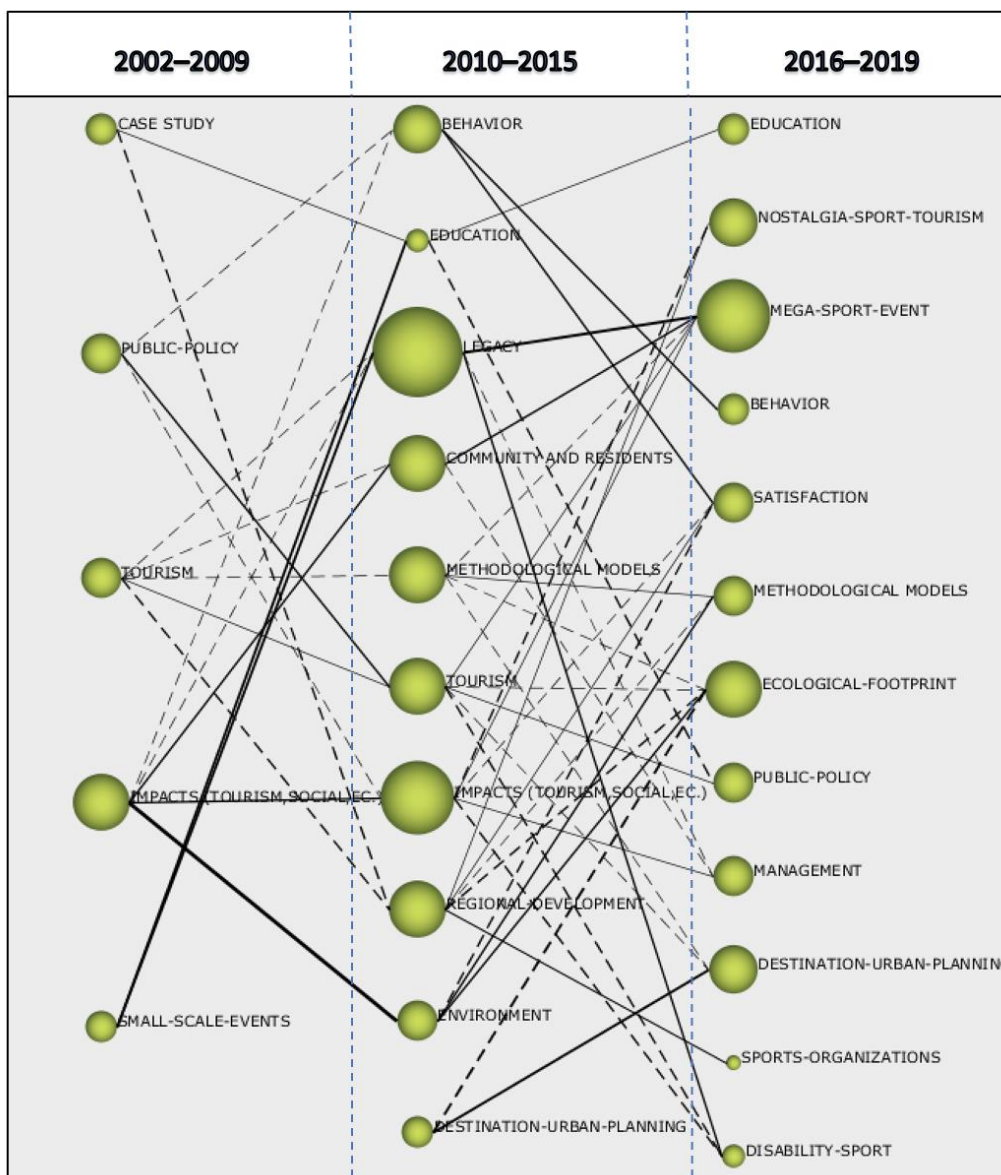 2002–2009
2010–2015
2016–2019
CASE STUDY
PUBLIC-POLICY
TOURISM
IMPACTS (TOURISM,SOCIAL,EC.)
SMALL-SCALE-EVENTS
BEHAVIOR
EDUCATION
LEGACY
COMMUNITY AND RESIDENTS
METHODOLOGICAL MODELS
TOURISM
IMPACTS (TOURISM,SOCIAL,EC.)
REGIONAL-DEVELOPMENT
ENVIRONMENT
DESTINATION-URBAN-PLANNING
EDUCATION
NOSTALGIA-SPORT-TOURISM
MEGA-SPORT-EVENT
BEHAVIOR
SATISFACTION
METHODOLOGICAL MODELS
ECOLOGICAL-FOOTPRINT
PUBLIC-POLICY
MANAGEMENT
DESTINATION-URBAN-PLANNING
SPORTS-ORGANIZATIONS
DISABILITY-SPORT